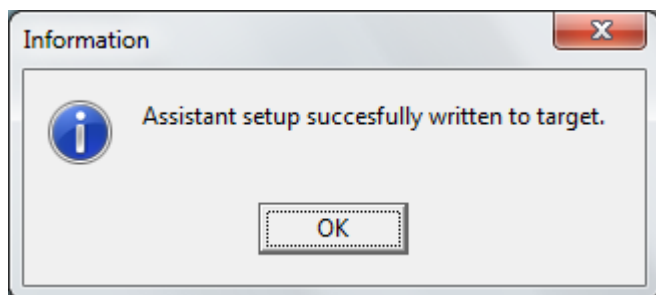 Information
Assistant setup succesfully written to target.
OK